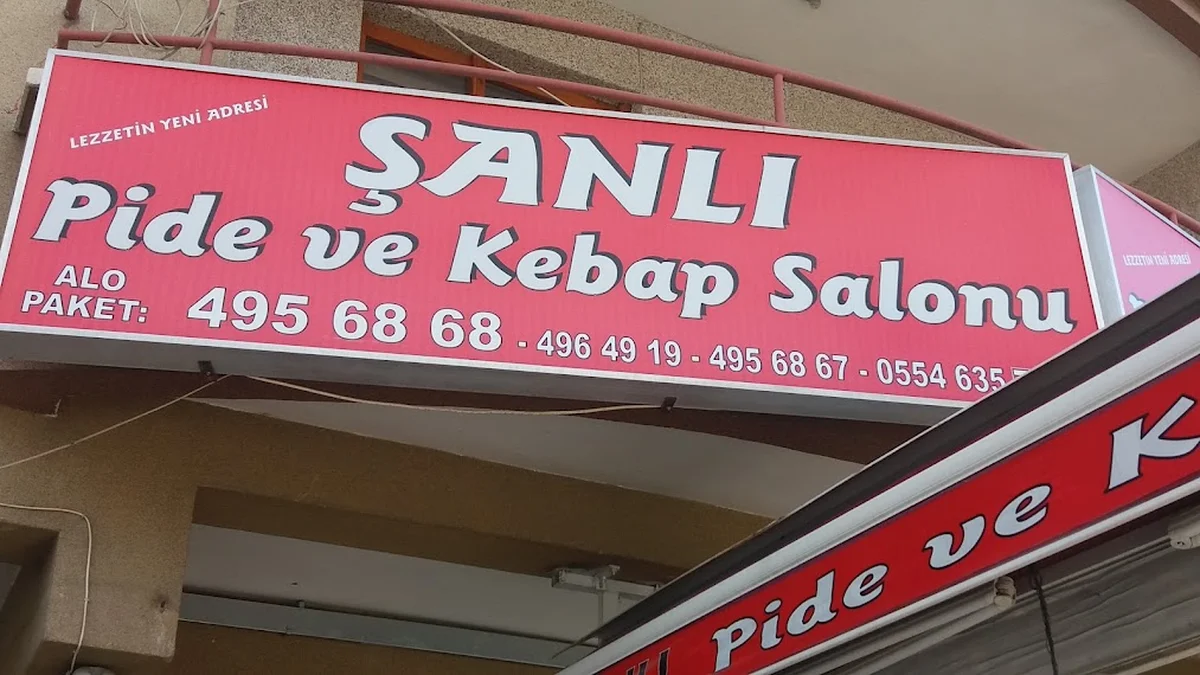 LEZZETİN YENİ ADRESİ
ŞANLI
Pide ve Kebap Salonu
ALO
PAKET: 495 68 68 - 496 49 19 - 495 68 67 - 0554 635
LEZZETİN YENİ ADRESİ
Pide ve K